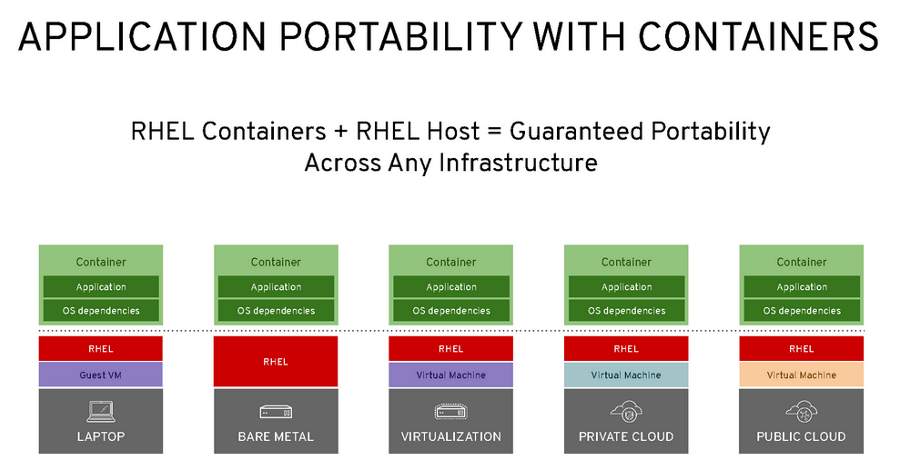 APPLICATION PORTABILITY WITH CONTAINERS
RHEL Containers + RHEL Host = Guaranteed Portability
Across Any Infrastructure
Container
Application
OS dependencies
RHEL
Guest VM
LAPTOP
Container
Application
OS dependencies
RHEL
BARE METAL
Container
Application
OS dependencies
RHEL
Virtual Machine
VIRTUALIZATION
Container
Application
OS dependencies
RHEL
Virtual Machine
PRIVATE CLOUD
Container
Application
OS dependencies
RHEL
Virtual Machine
PUBLIC CLOUD